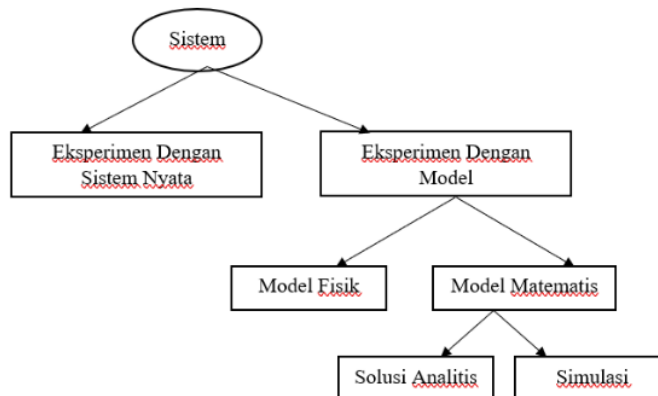 Sistem
Eksperimen Dengan
Sistem Nyata
Eksperimen Dengan
Model
Model Fisik
Model Matematis
Solusi Analitis
Simulasi